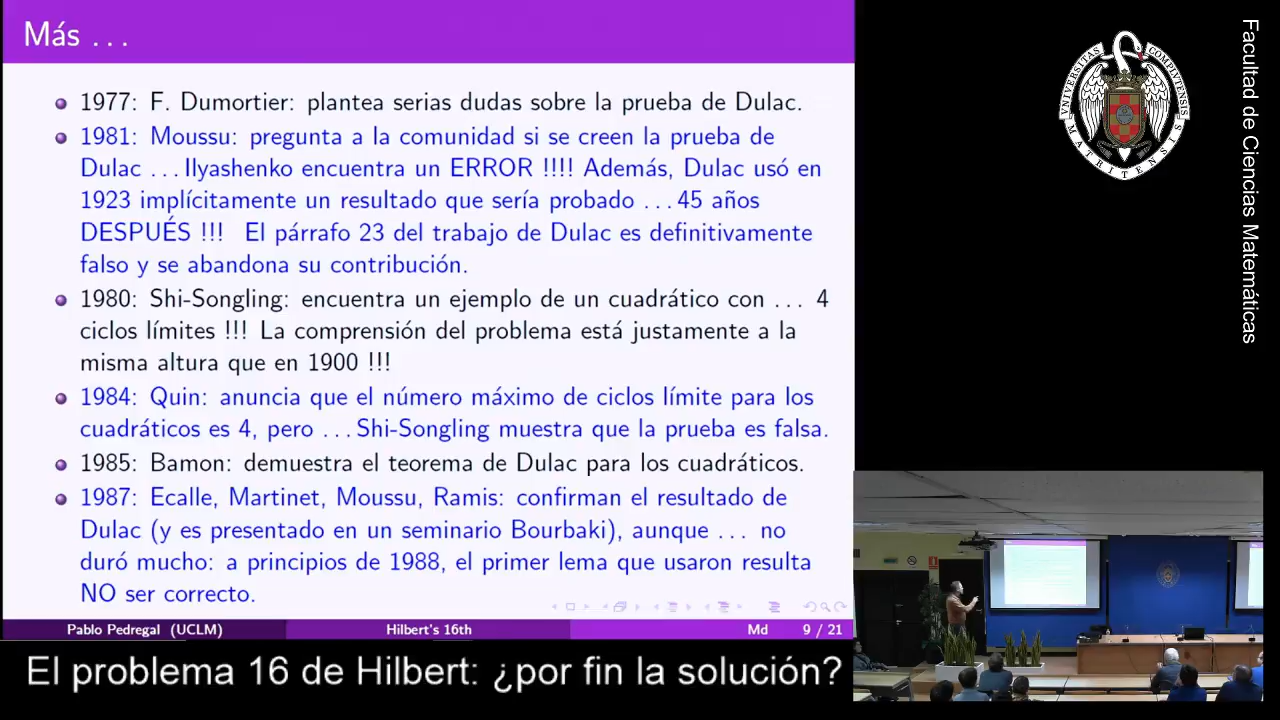 Más . . .
1977: F. Dumortier: plantea serias dudas sobre la prueba de Dulac.
1981: Moussu: pregunta a la comunidad si se creen la prueba de
Dulac . . . Ilyashenko encuentra un ERROR !!!! Además, Dulac usó en
1923 implícitamente un resultado que sería probado . . . 45 años
DESPUÉS !!! El párrafo 23 del trabajo de Dulac es definitivamente
falso y se abandona su contribución.
1980: Shi-Songling: encuentra un ejemplo de un cuadrático con . . . 4
ciclos límites !!! La comprensión del problema está justamente a la
misma altura que en 1900 !!!
1984: Quin: anuncia que el número máximo de ciclos límite para los
cuadráticos es 4, pero . . . Shi-Songling muestra que la prueba es falsa.
1985: Bamon: demuestra el teorema de Dulac para los cuadráticos.
1987: Ecalle, Martinet, Moussu, Ramis: confirman el resultado de
Dulac (y es presentado en un seminario Bourbaki), aunque . . . no
duró mucho: a principios de 1988, el primer lema que usaron resulta
NO ser correcto.
Pablo Pedregal (UCLM) Hilbert's 16th Md 9 / 21
El problema 16 de Hilbert: ¿por fin la solución?
UNIVERSITAS COMPLUTENSIS MATRITENSIS
Facultad de Ciencias Matemáticas